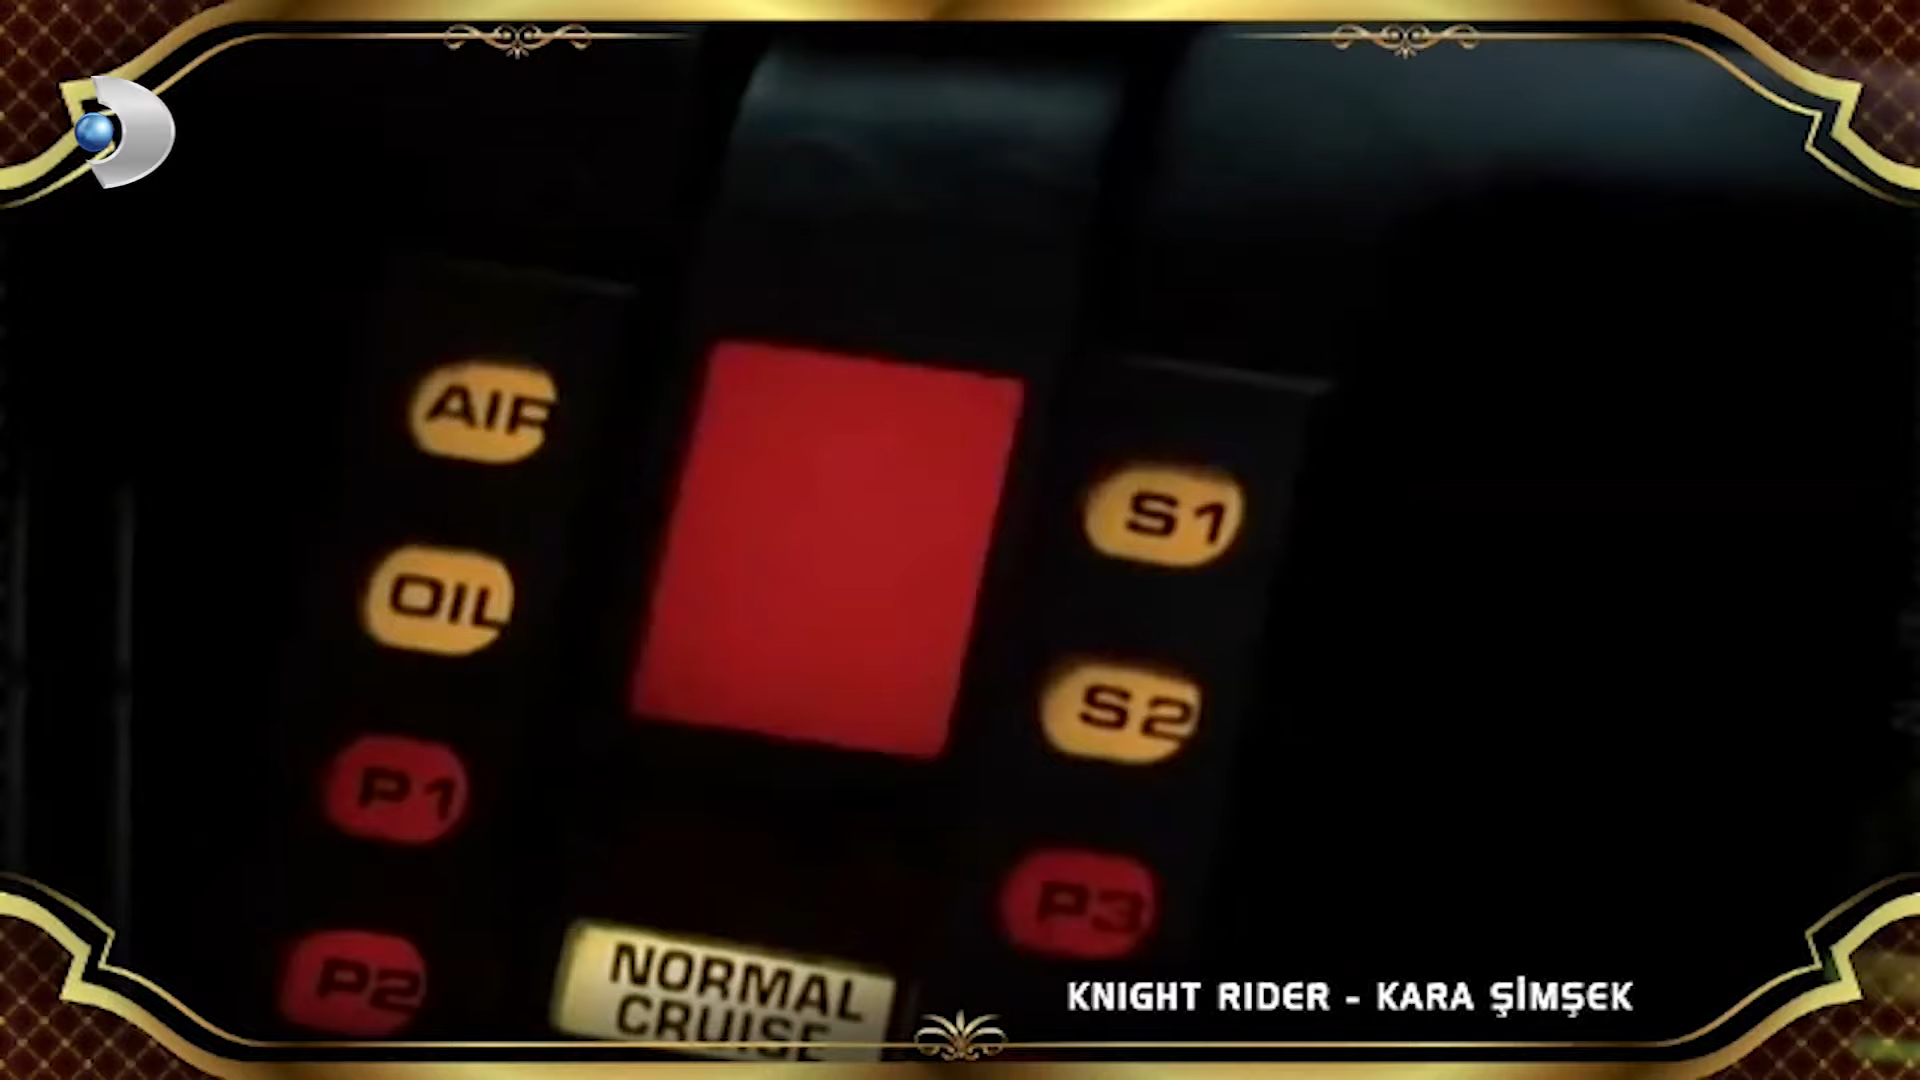 AIR
OIL
S1
S2
P1
P3
P2
NORMAL
CRUISE
KNIGHT RIDER - KARA ŞİMŞEK